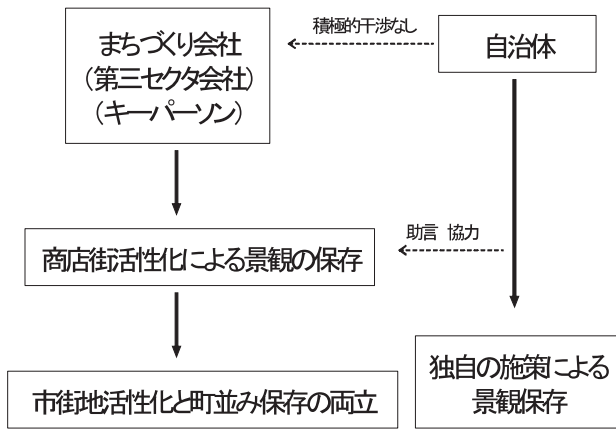 まちづくり会社
（第三セクタ会社）
（キーパーソン）
積極的干渉なし
自治体
商店街活性化による景観の保存
助言 協力
市街地活性化と町並み保存の両立
独自の施策による
景観保存